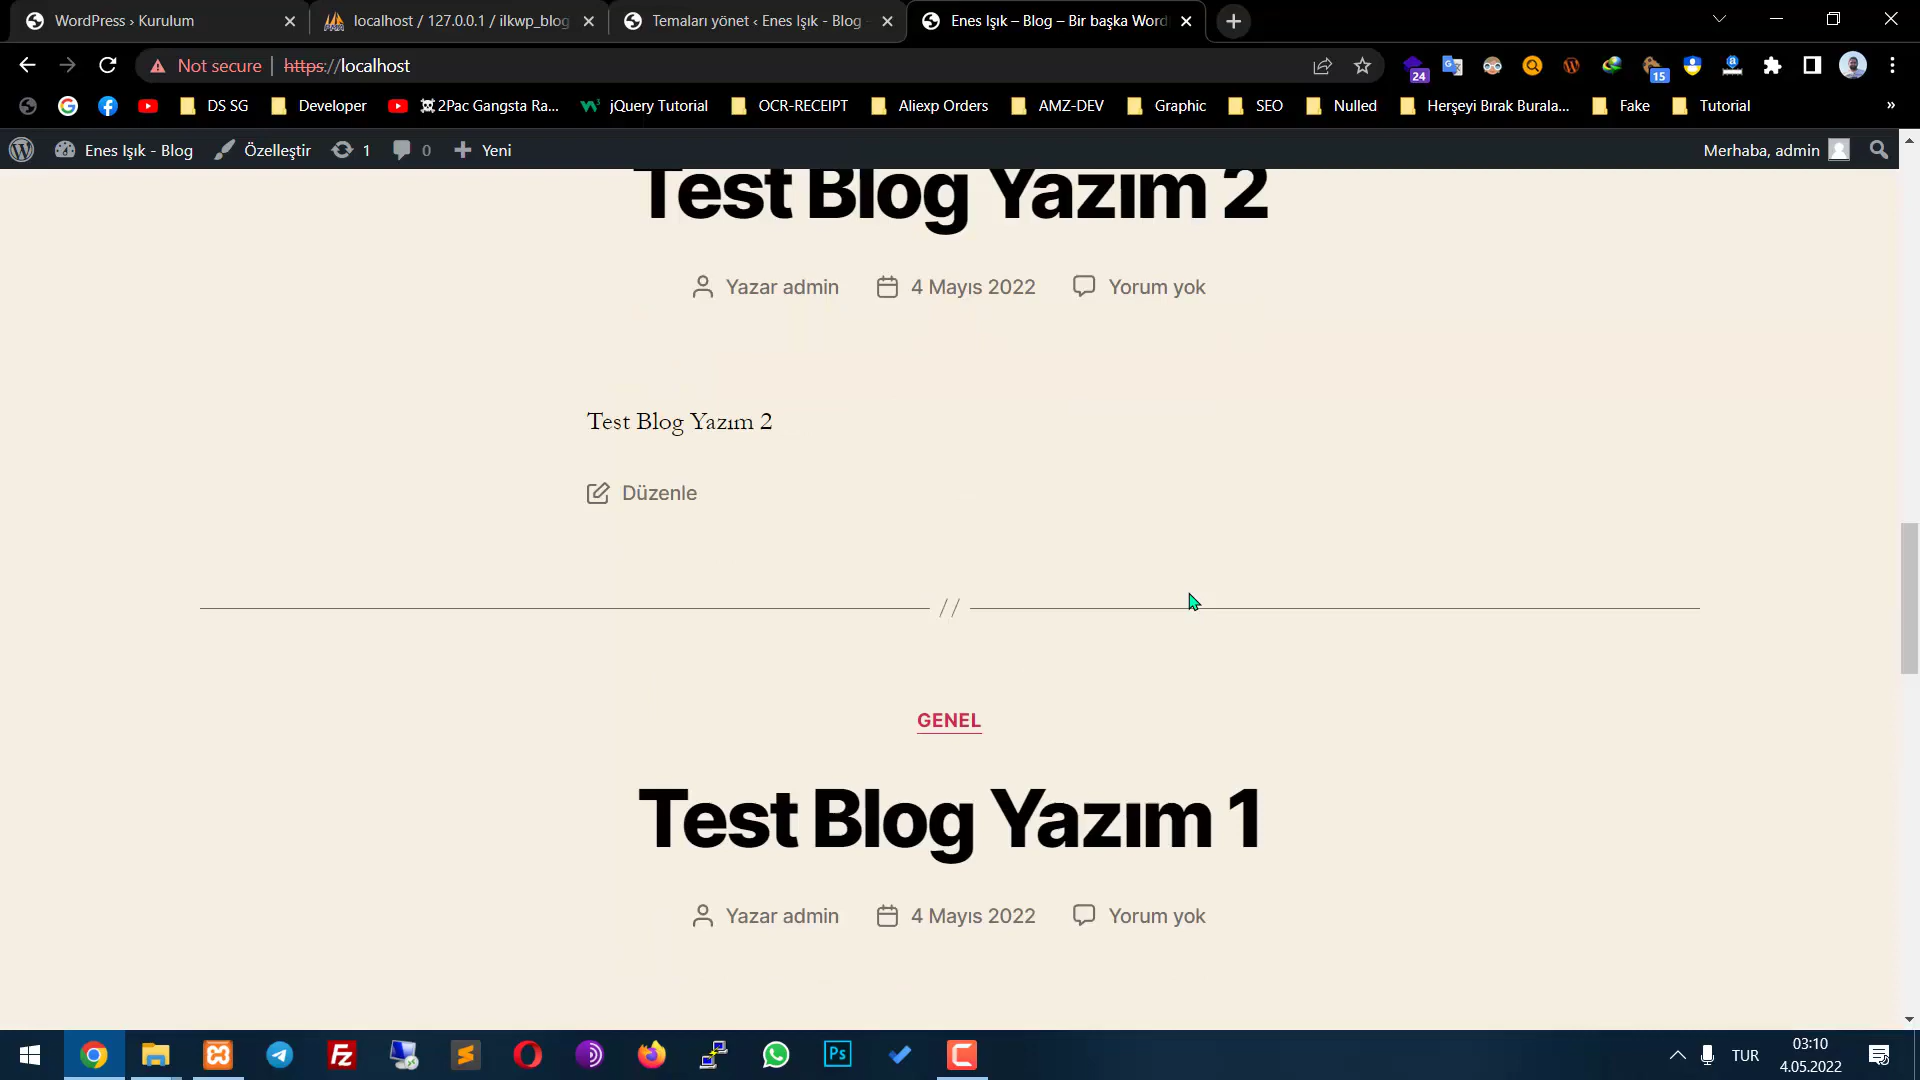 WordPress › Kurulum
localhost / 127.0.0.1 / ilkwp_blog
Temaları yönet ‹ Enes Işık - Blog -
Enes Işık – Blog – Bir başka Word
Not secure
https://localhost
24
15
DS SG
Developer
2Pac Gangsta Ra...
jQuery Tutorial
OCR-RECEIPT
Aliexp Orders
AMZ-DEV
Graphic
SEO
Nulled
Herşeyi Bırak Burala...
Fake
Tutorial
»
Enes Işık - Blog
Özelleştir
1
0
Yeni
Merhaba, admin
Test Blog Yazım 2
Yazar admin
4 Mayıs 2022
Yorum yok
Test Blog Yazım 2
Düzenle
//
GENEL
Test Blog Yazım 1
Yazar admin
4 Mayıs 2022
Yorum yok
TUR
03:10
4.05.2022